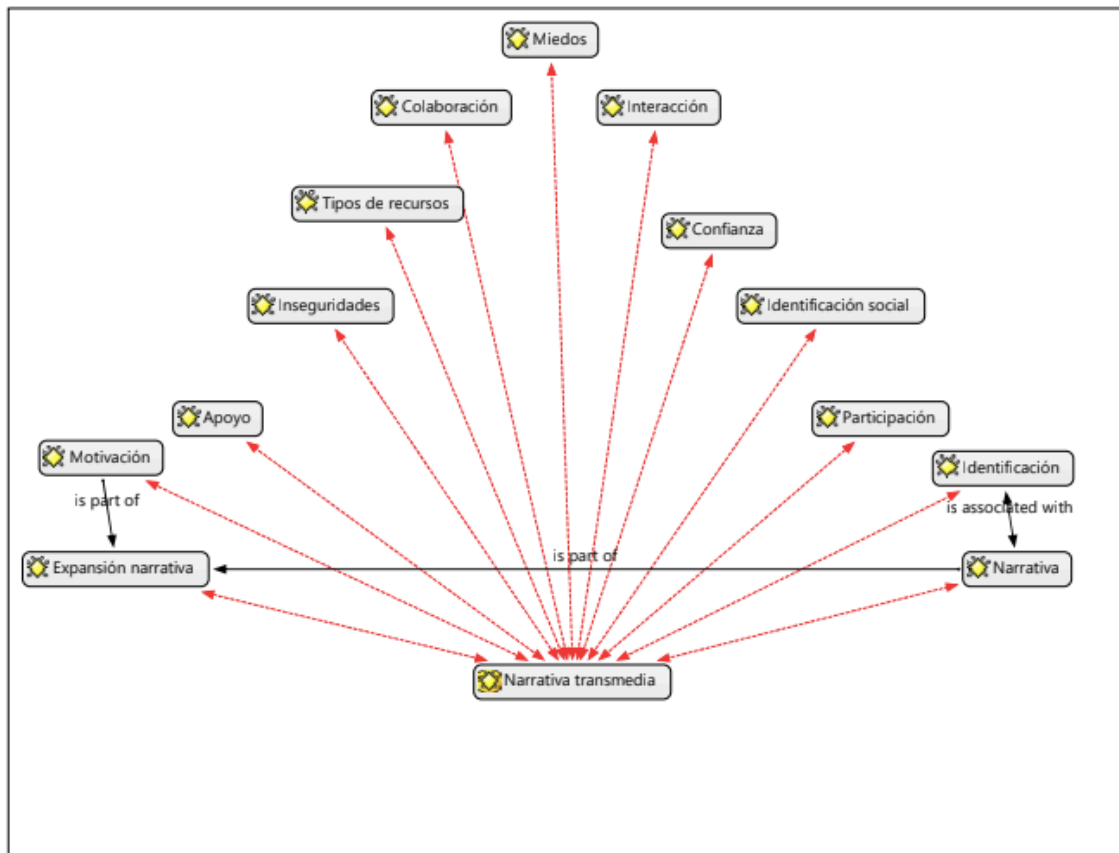 Miedos
Colaboración
Interacción
Tipos de recursos
Confianza
Inseguridades
Identificación social
Apoyo
Participación
Motivación
Identificación
is part of
is associated with
is part of
Expansión narrativa
Narrativa
Narrativa transmedia